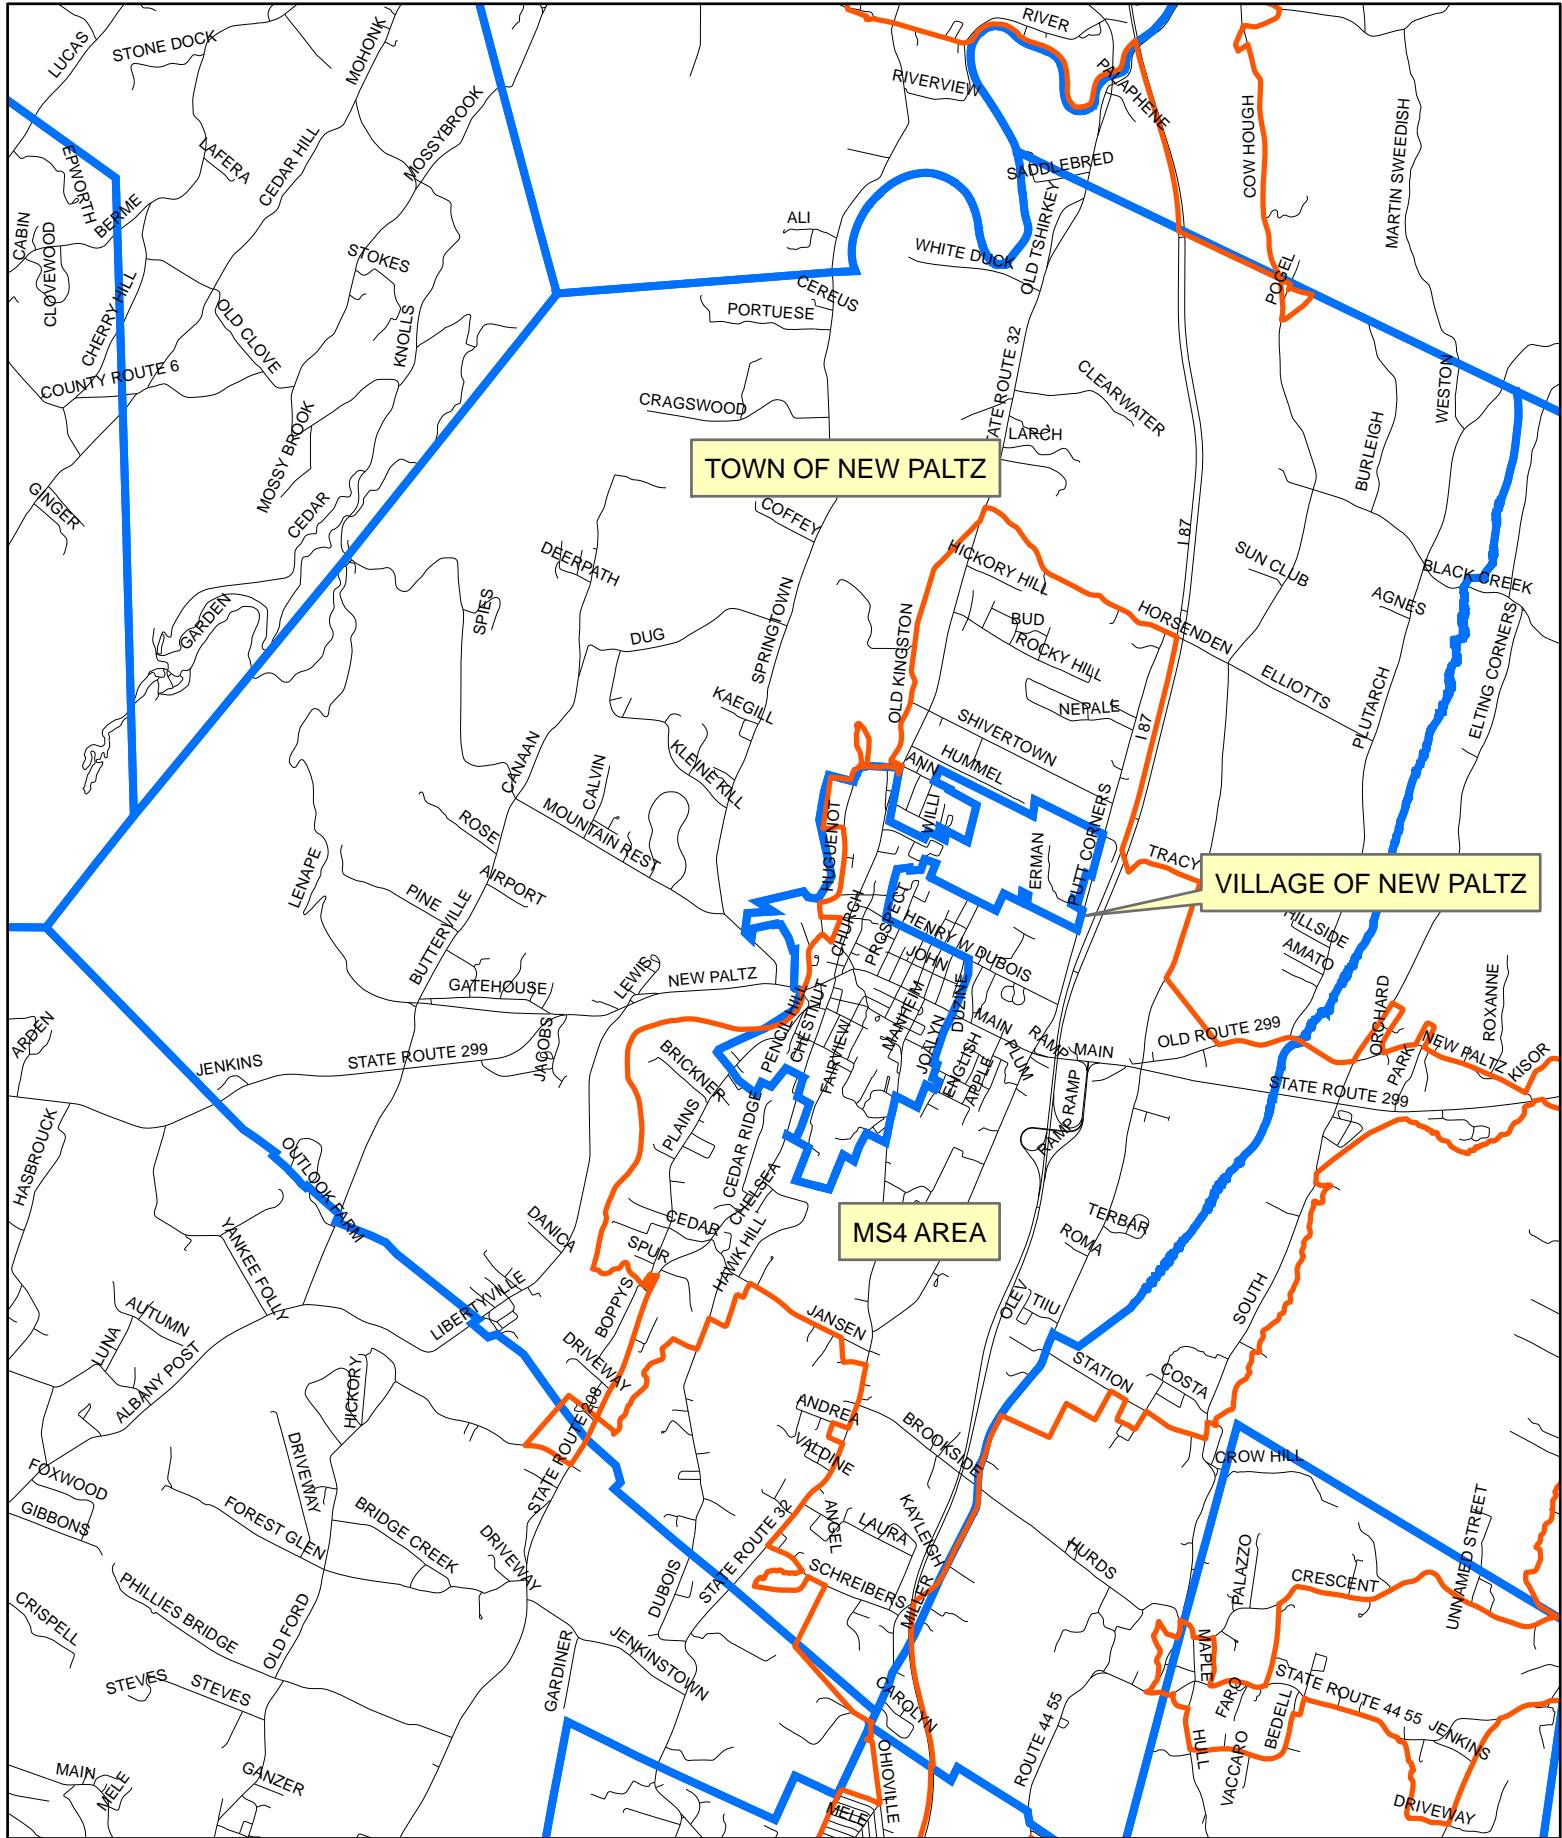 RIVER
LUCAS
STONE DOCK
MOHONK
RIVERVIEW
PALAPHENE
MOSSYBROOK
COW HOUGH
MARTIN SWEEDISH
LAFERA
CEDAR HILL
EPWORTH
SADDLEBRED
BERME
CABIN
CLOVEWOOD
ALI
OLD TSHIRKEY
STOKES
WHITE DUCK
CHERRY HILL
OLD CLOVE
CEREUS
POGEL
PORTUESE
KNOLLS
COUNTY ROUTE 6
CLEARWATER
WESTON
CRAGSWOOD
ATE ROUTE 32
LARCH
BURLEIGH
MOSSY BROOK
TOWN OF NEW PALTZ
GINGER
CEDAR
COFFEY
I 87
DEERPATH
HICKORY HILL
SUN CLUB
BLACK CREEK
AGNES
SPIES
GARDEN
BUD
HORSENDEN
DUG
ROCKY HILL
SPRINGTOWN
OLD KINGSTON
ELLIOTTS
ELTING CORNERS
KAEGILL
NEPALE
SHIVERTOWN
I 87
PLUTARCH
KLEINE KILL
CANAAN
HUMMEL
ANN
CALVIN
WILLI
MOUNTAIN REST
ROSE
HUGUENOT
PUTT CORNERS
TRACY
ERMAN
LENAPE
AIRPORT
PINE
VILLAGE OF NEW PALTZ
PROSPECT
CHURCH
HENRY W DUBOIS
HILLSIDE
BUTTERVILLE
JOHN
AMATO
LEWIS
NEW PALTZ
GATEHOUSE
DUZINE
ROXANNE
ORCHARD
PENCIL HILL
CHESTNUT
MANHEIM
MAIN
ARDEN
JACOBS
FAIRVIEW
JOALYN
PLUM
RAMP
MAIN
OLD ROUTE 299
STATE ROUTE 299
JENKINS
BRICKNER
ENGLISH
APPLE
NEW PALTZ
KISOR
PARK
STATE ROUTE 299
RAMP
RAMP
HASBROUCK
PLAINS
CEDAR RIDGE
OUTLOOK FARM
CHELSEA
MS4 AREA
TERBAR
CEDAR
ROMA
DANICA
SPUR
YANKEE FOLLY
HAWK HILL
SOUTH
LIBERTYVILLE
BOPPYS
OLEV
TIIU
AUTUMN
JANSEN
LUNA
DRIVEWAY
STATION
COSTA
ALBANY POST
HICKORY
STATE ROUTE 208
ANDREA
BROOKSIDE
VALDINE
DRIVEWAY
CROW HILL
FOXWOOD
GIBBONS
FOREST GLEN
BRIDGE CREEK
DRIVEWAY
ANGEL
LAURA
KAYLEIGH
UNNAMED STREET
STATE ROUTE 32
HURDS
PALAZZO
CRESCENT
SCHREIBERS
DUBOIS
MILLER
PHILLIES BRIDGE
CRISPELL
OLD FORD
MAPLE
JENKINSTOWN
GARDINER
STEVES
STEVES
STATE ROUTE 44 55
FARO
CAROLYN
BEDELL
JENKINS
ROUTE 44 55
HULL
VACCARO
OHIOVILLE
MAIN
MELE
GANZER
MELE
DRIVEWAY